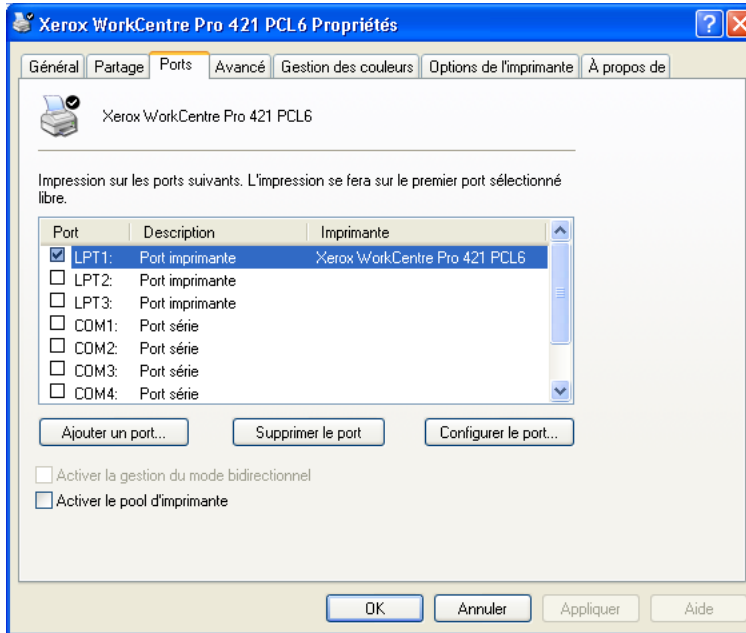 Xerox WorkCentre Pro 421 PCL6 Propriétés
Général Partage Ports Avancé Gestion des couleurs Options de l'imprimante À propos de
Xerox WorkCentre Pro 421 PCL6
Impression sur les ports suivants. L'impression se fera sur le premier port sélectionné
libre.
Port Description Imprimante
LPT1: Port imprimante Xerox WorkCentre Pro 421 PCL6
LPT2: Port imprimante
LPT3: Port imprimante
COM1: Port série
COM2: Port série
COM3: Port série
COM4: Port série
Ajouter un port... Supprimer le port Configurer le port...
Activer la gestion du mode bidirectionnel
Activer le pool d'imprimante
OK Annuler Appliquer Aide